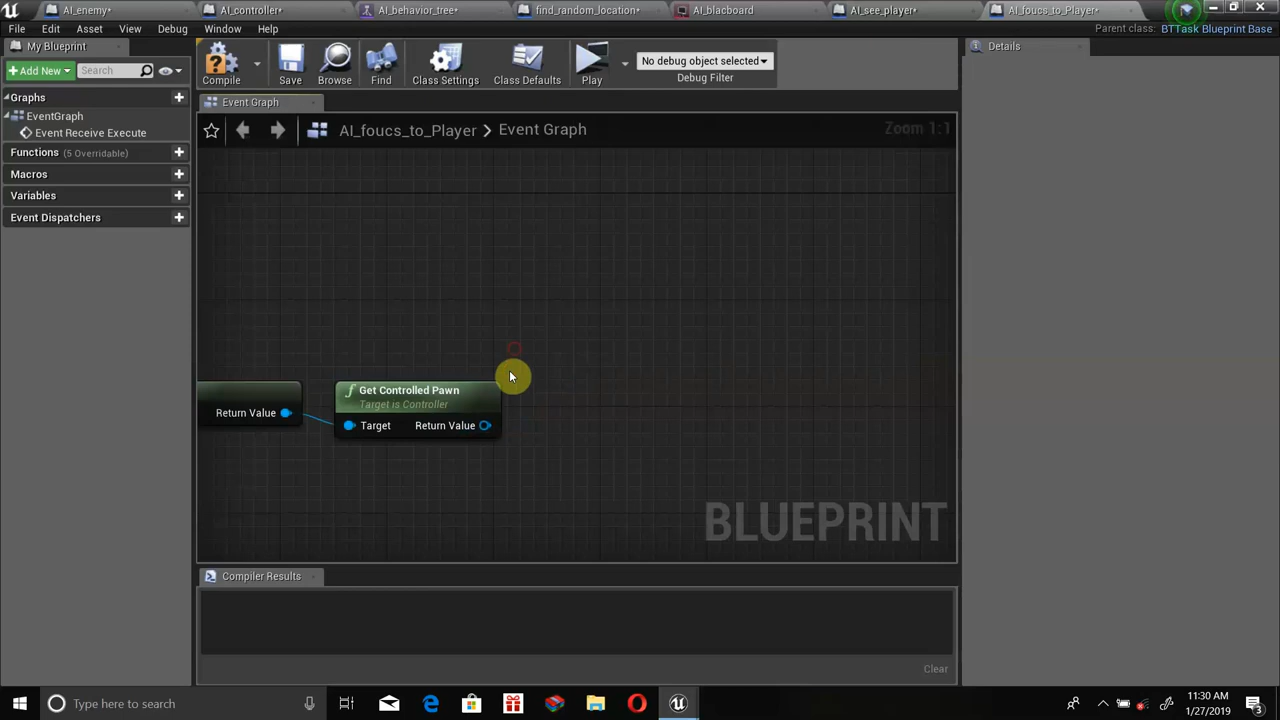 AI_enemy*
AI_controller*
AI_behavior_tree*
find_random_location*
AI_blacboard
AI_see_player*
AI_foucs_to_Player*
File Edit Asset View Debug Window Help
Parent class: BTTask Blueprint Base
My Blueprint
Add New
Search
Graphs
EventGraph
Event Receive Execute
Functions (5 Overridable)
Macros
Variables
Event Dispatchers
Compile
Save
Browse
Find
Class Settings
Class Defaults
Play
No debug object selected
Debug Filter
Event Graph
AI_foucs_to_Player > Event Graph
Zoom 1:1
Return Value
Get Controlled Pawn
Target is Controller
Target Return Value
BLUEPRINT
Compiler Results
Clear
Details
Type here to search
11:30 AM
1/27/2019
3